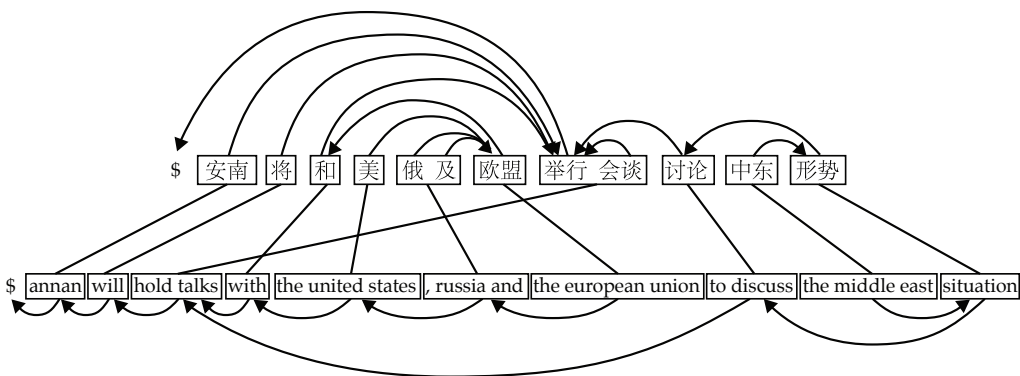 $ 安南 将 和 美 俄 及 欧盟 举行 会谈 讨论 中东 形势
$ annan will hold talks with the united states , russia and the european union to discuss the middle east situation